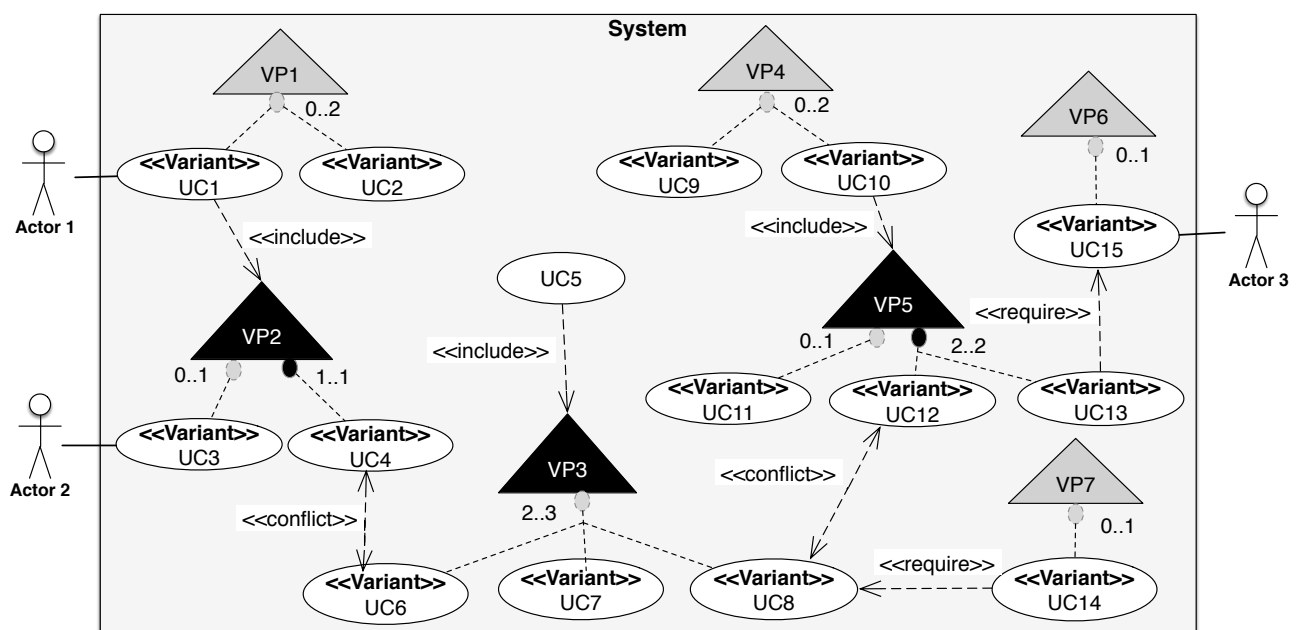 System
VP1
0..2
VP4
0..2
VP6
0..1
<<Variant>>
UC1
<<Variant>>
UC2
<<Variant>>
UC9
<<Variant>>
UC10
Actor 1
<<include>>
<<include>>
<<Variant>>
UC15
Actor 3
UC5
VP2
0..1
1..1
VP5
0..1
2..2
<<require>>
<<include>>
<<Variant>>
UC3
<<Variant>>
UC4
<<Variant>>
UC11
<<Variant>>
UC12
<<Variant>>
UC13
Actor 2
VP3
2..3
<<conflict>>
<<conflict>>
VP7
0..1
<<require>>
<<Variant>>
UC6
<<Variant>>
UC7
<<Variant>>
UC8
<<Variant>>
UC14